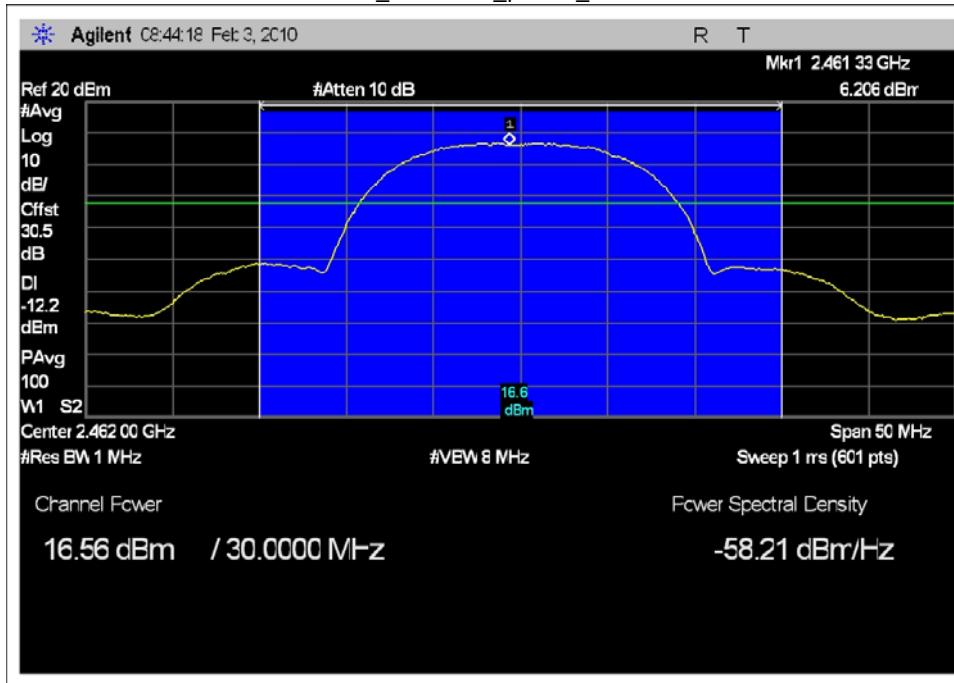 Agilent 08:44:18 Feb 3, 2010 R T
Mkr1 2.461 33 GHz
Ref 20 dBm #Atten 10 dB 6.206 dBm
#Avg
Log
10
dB/
Offst
30.5
dB
DI
-12.2
dBm
PAvg
100
W1 S2
1
16.6
dBm
Center 2.462 00 GHz Span 50 MHz
#Res BW 1 MHz #VBW 8 MHz Sweep 1 ms (601 pts)
Channel Power Power Spectral Density
16.56 dBm / 30.0000 MHz -58.21 dBm/Hz